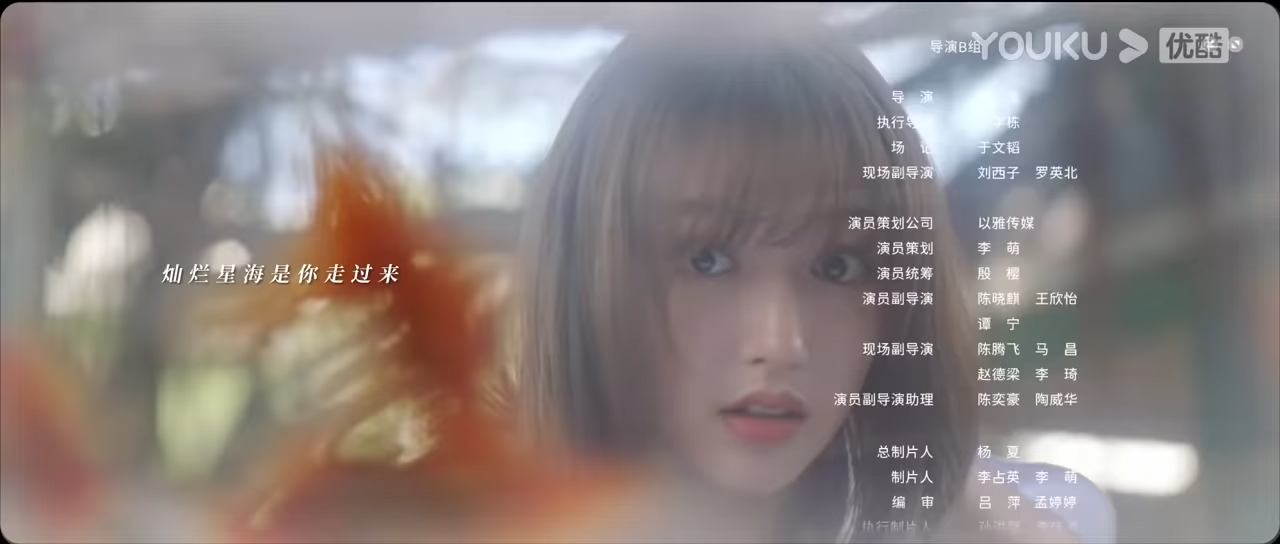 导演B组
YOUKU 优酷
导 演
执行导 栋
场 记 于文韬
现场副导演 刘西子 罗英北
演员策划公司 以雅传媒
演员策划 李 萌
灿烂星海是你走过来
演员统筹 殷 樱
演员副导演 陈晓麒 王欣怡
谭 宁
现场副导演 陈腾飞 马 昌
赵德梁 李 琦
演员副导演助理 陈奕豪 陶威华
总制片人 杨 夏
制片人 李占英 李 萌
编 审 吕 萍 孟婷婷
执行制片人